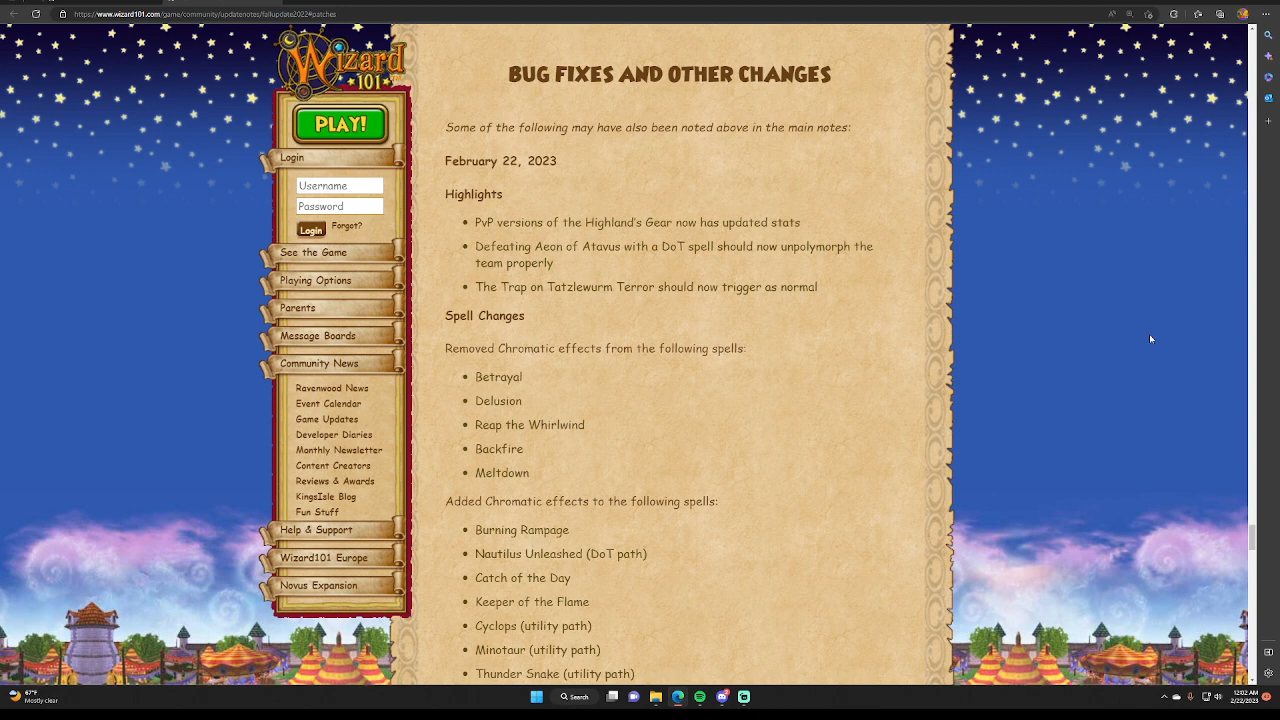 https://www.wizard101.com/game/community/updatenotes/fallupdate2022#patches
Wizard
101
PLAY!
Login
Username
Password
Login
Forgot?
See the Game
Playing Options
Parents
Message Boards
Community News
Ravenwood News
Event Calendar
Game Updates
Developer Diaries
Monthly Newsletter
Content Creators
Reviews & Awards
KingsIsle Blog
Fun Stuff
Help & Support
Wizard101 Europe
Novus Expansion
BUG FIXES AND OTHER CHANGES
Some of the following may have also been noted above in the main notes:
February 22, 2023
Highlights
• PvP versions of the Highland's Gear now has updated stats
• Defeating Aeon of Atavus with a DoT spell should now unpolymorph the
team properly
• The Trap on Tatzlewurm Terror should now trigger as normal
Spell Changes
Removed Chromatic effects from the following spells:
• Betrayal
• Delusion
• Reap the Whirlwind
• Backfire
• Meltdown
Added Chromatic effects to the following spells:
• Burning Rampage
• Nautilus Unleashed (DoT path)
• Catch of the Day
• Keeper of the Flame
• Cyclops (utility path)
• Minotaur (utility path)
• Thunder Snake (utility path)
67°F
Mostly clear
Search
12:02 AM
2/22/2023